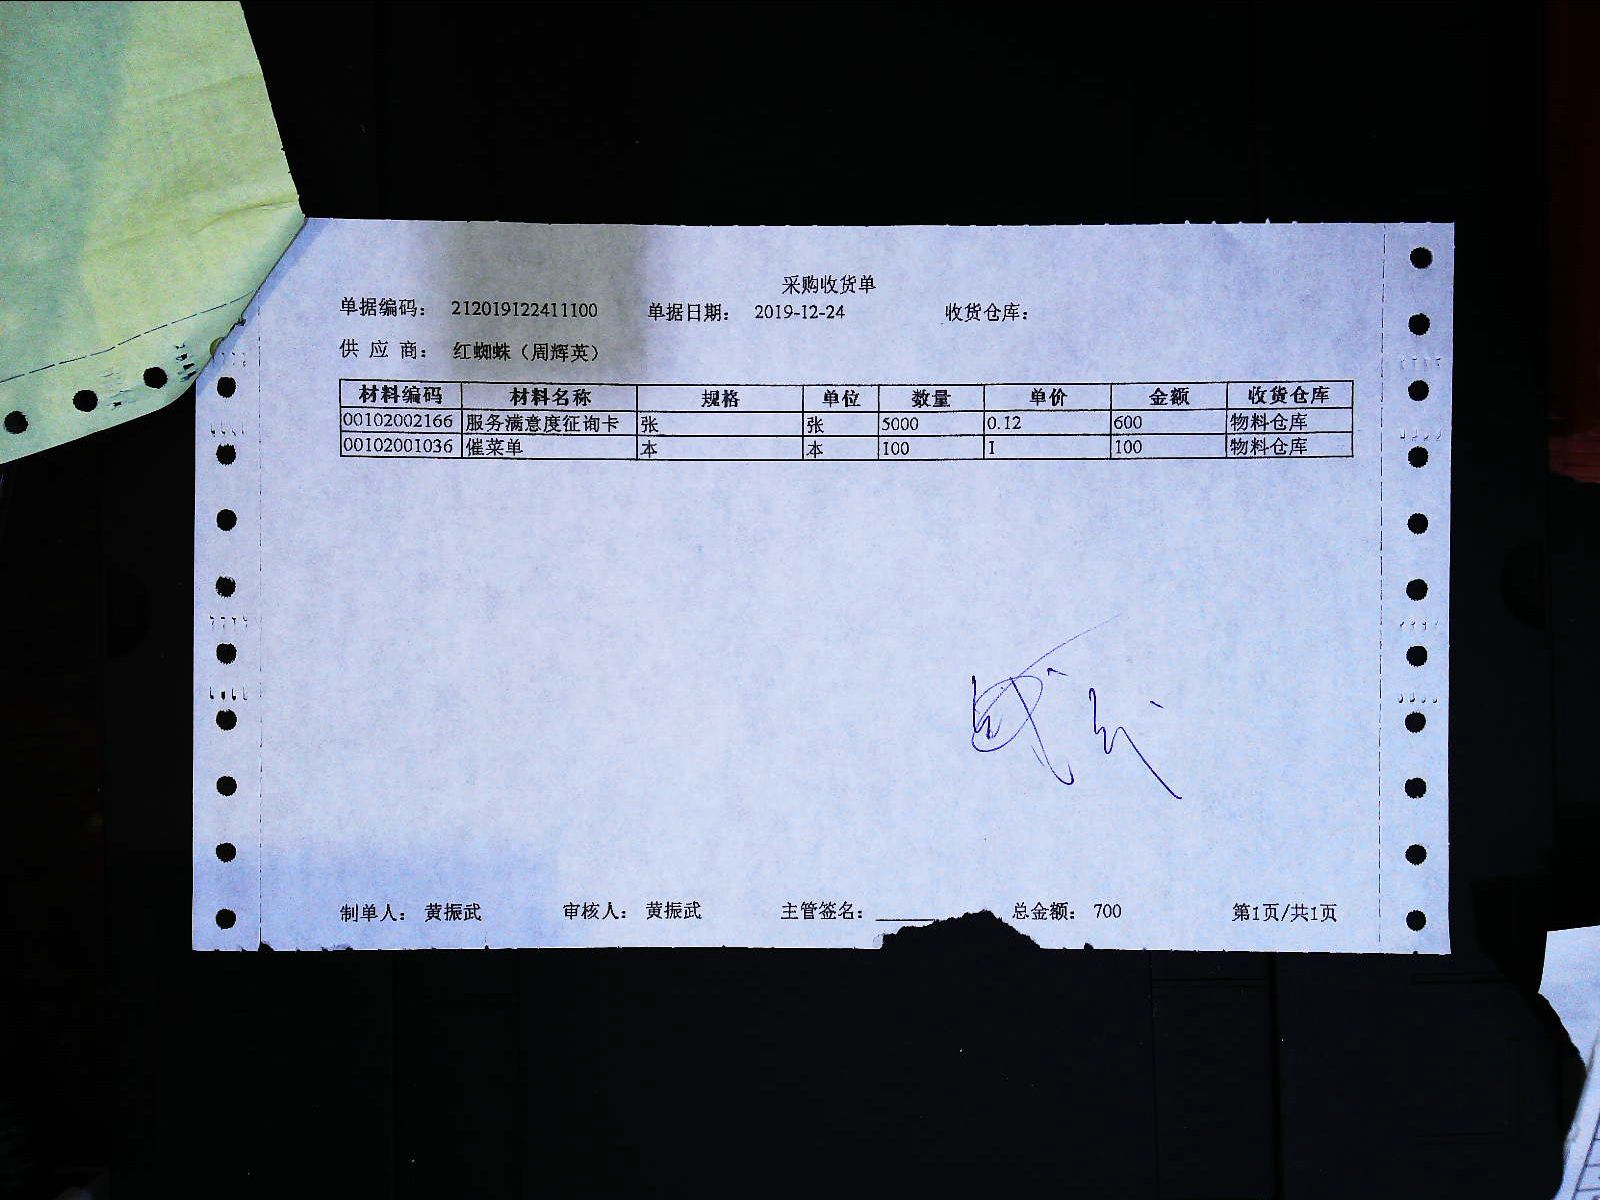 采购收货单
单据编码： 212019122411100 单据日期： 2019-12-24 收货仓库：
供 应 商： 红蜘蛛（周辉英）
材料编码 材料名称 规格 单位 数量 单价 金额 收货仓库
00102002166 服务满意度征询卡 张 张 5000 0.12 600 物料仓库
00102001036 催菜单 本 本 100 1 100 物料仓库
制单人： 黄振武 审核人： 黄振武 主管签名： 总金额： 700 第1页/共1页